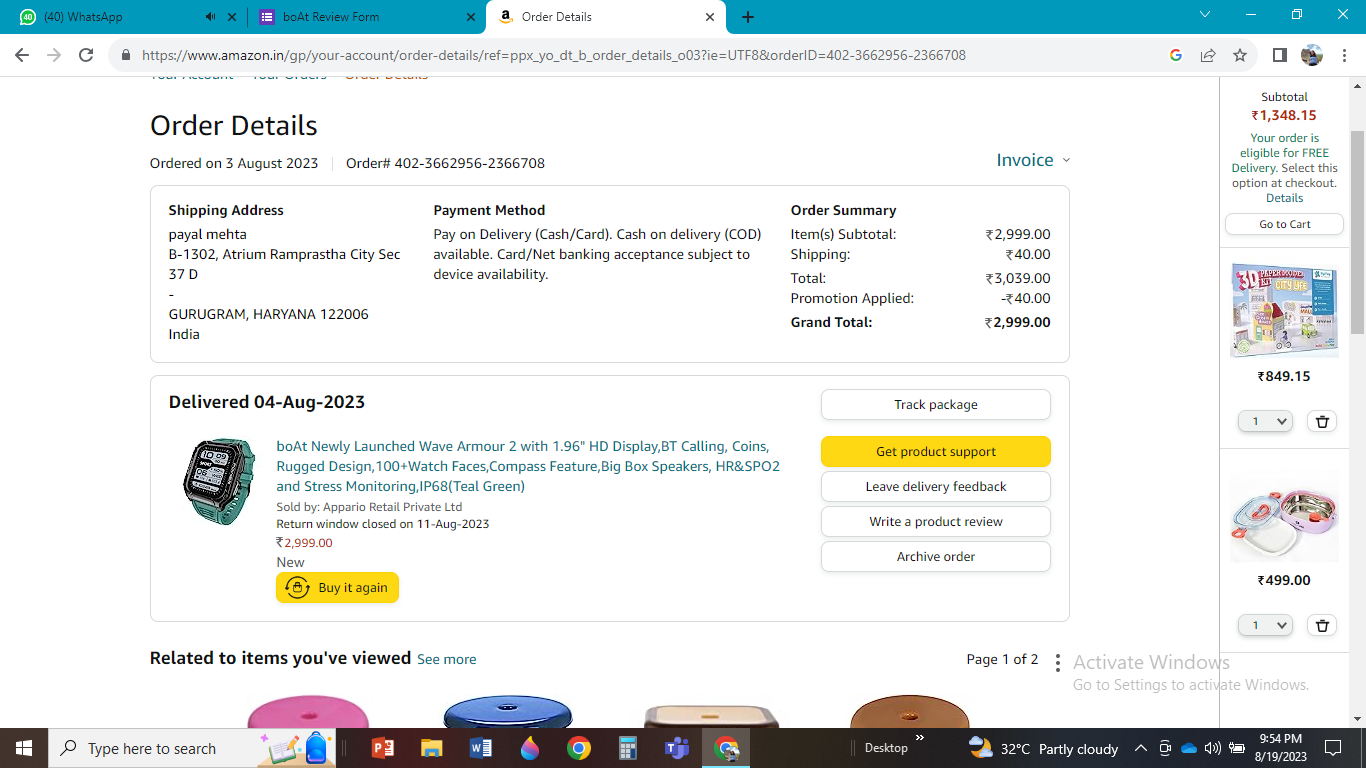 (40) WhatsApp
boAt Review Form
Order Details
https://www.amazon.in/gp/your-account/order-details/ref=ppx_yo_dt_b_order_details_o03?ie=UTF8&orderID=402-3662956-2366708
Order Details
Ordered on 3 August 2023
Order# 402-3662956-2366708
Invoice
Shipping Address
payal mehta
B-1302, Atrium Ramprastha City Sec
37 D
-
GURUGRAM, HARYANA 122006
India
Payment Method
Pay on Delivery (Cash/Card). Cash on delivery (COD)
available. Card/Net banking acceptance subject to
device availability.
Order Summary
Item(s) Subtotal: ₹2,999.00
Shipping: ₹40.00
Total: ₹3,039.00
Promotion Applied: -₹40.00
Grand Total: ₹2,999.00
Delivered 04-Aug-2023
boAt Newly Launched Wave Armour 2 with 1.96" HD Display,BT Calling, Coins,
Rugged Design,100+Watch Faces,Compass Feature,Big Box Speakers, HR&SPO2
and Stress Monitoring,IP68(Teal Green)
Sold by: Appario Retail Private Ltd
Return window closed on 11-Aug-2023
₹2,999.00
New
Buy it again
Track package
Get product support
Leave delivery feedback
Write a product review
Archive order
Related to items you've viewed See more
Page 1 of 2
Subtotal
₹1,348.15
Your order is
eligible for FREE
Delivery. Select this
option at checkout.
Details
Go to Cart
3D PAPER MODEL
KIT
CITY LIFE
₹849.15
1
₹499.00
1
Activate Windows
Go to Settings to activate Windows.
Type here to search
Desktop
32°C Partly cloudy
9:54 PM
8/19/2023